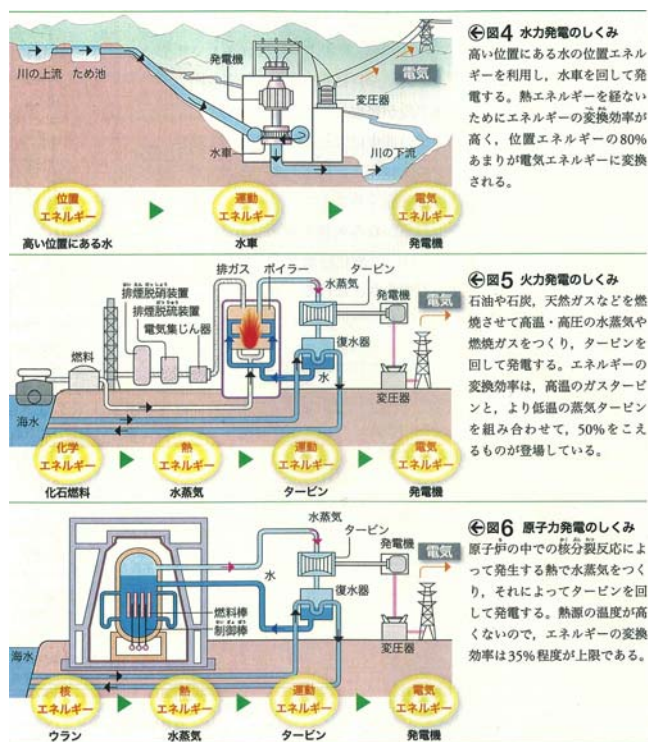 図4 水力発電のしくみ
高い位置にある水の位置エネル
ギーを利用し，水車を回して発
電する。熱エネルギーを経ない
ためにエネルギーの変換効率が
高く，位置エネルギーの80%
あまりが電気エネルギーに変換
される。
川の上流
ため池
発電機
電気
変圧器
水車
川の下流
位置
エネルギー
運動
エネルギー
電気
エネルギー
高い位置にある水
水車
発電機
図5 火力発電のしくみ
石油や石炭，天然ガスなどを燃
焼させて高温・高圧の水蒸気や
燃焼ガスをつくり，タービンを
回して発電する。エネルギーの
変換効率は，高温のガスタービ
ンと，より低温の蒸気タービン
を組み合わせて，50%をこえ
るものが登場している。
排ガス
ボイラー
タービン
水蒸気
排煙脱硝装置
排煙脱硫装置
電気集じん器
発電機
電気
復水器
燃料
水
変圧器
海水
化学
エネルギー
熱
エネルギー
運動
エネルギー
電気
エネルギー
化石燃料
水蒸気
タービン
発電機
図6 原子力発電のしくみ
原子炉の中での核分裂反応によ
って発生する熱で水蒸気をつく
り，それによってタービンを回
して発電する。熱源の温度が高
くないので，エネルギーの変換
効率は35%程度が上限である。
水蒸気
タービン
発電機
電気
水
復水器
燃料棒
制御棒
変圧器
海水
核
エネルギー
熱
エネルギー
運動
エネルギー
電気
エネルギー
ウラン
水蒸気
タービン
発電機